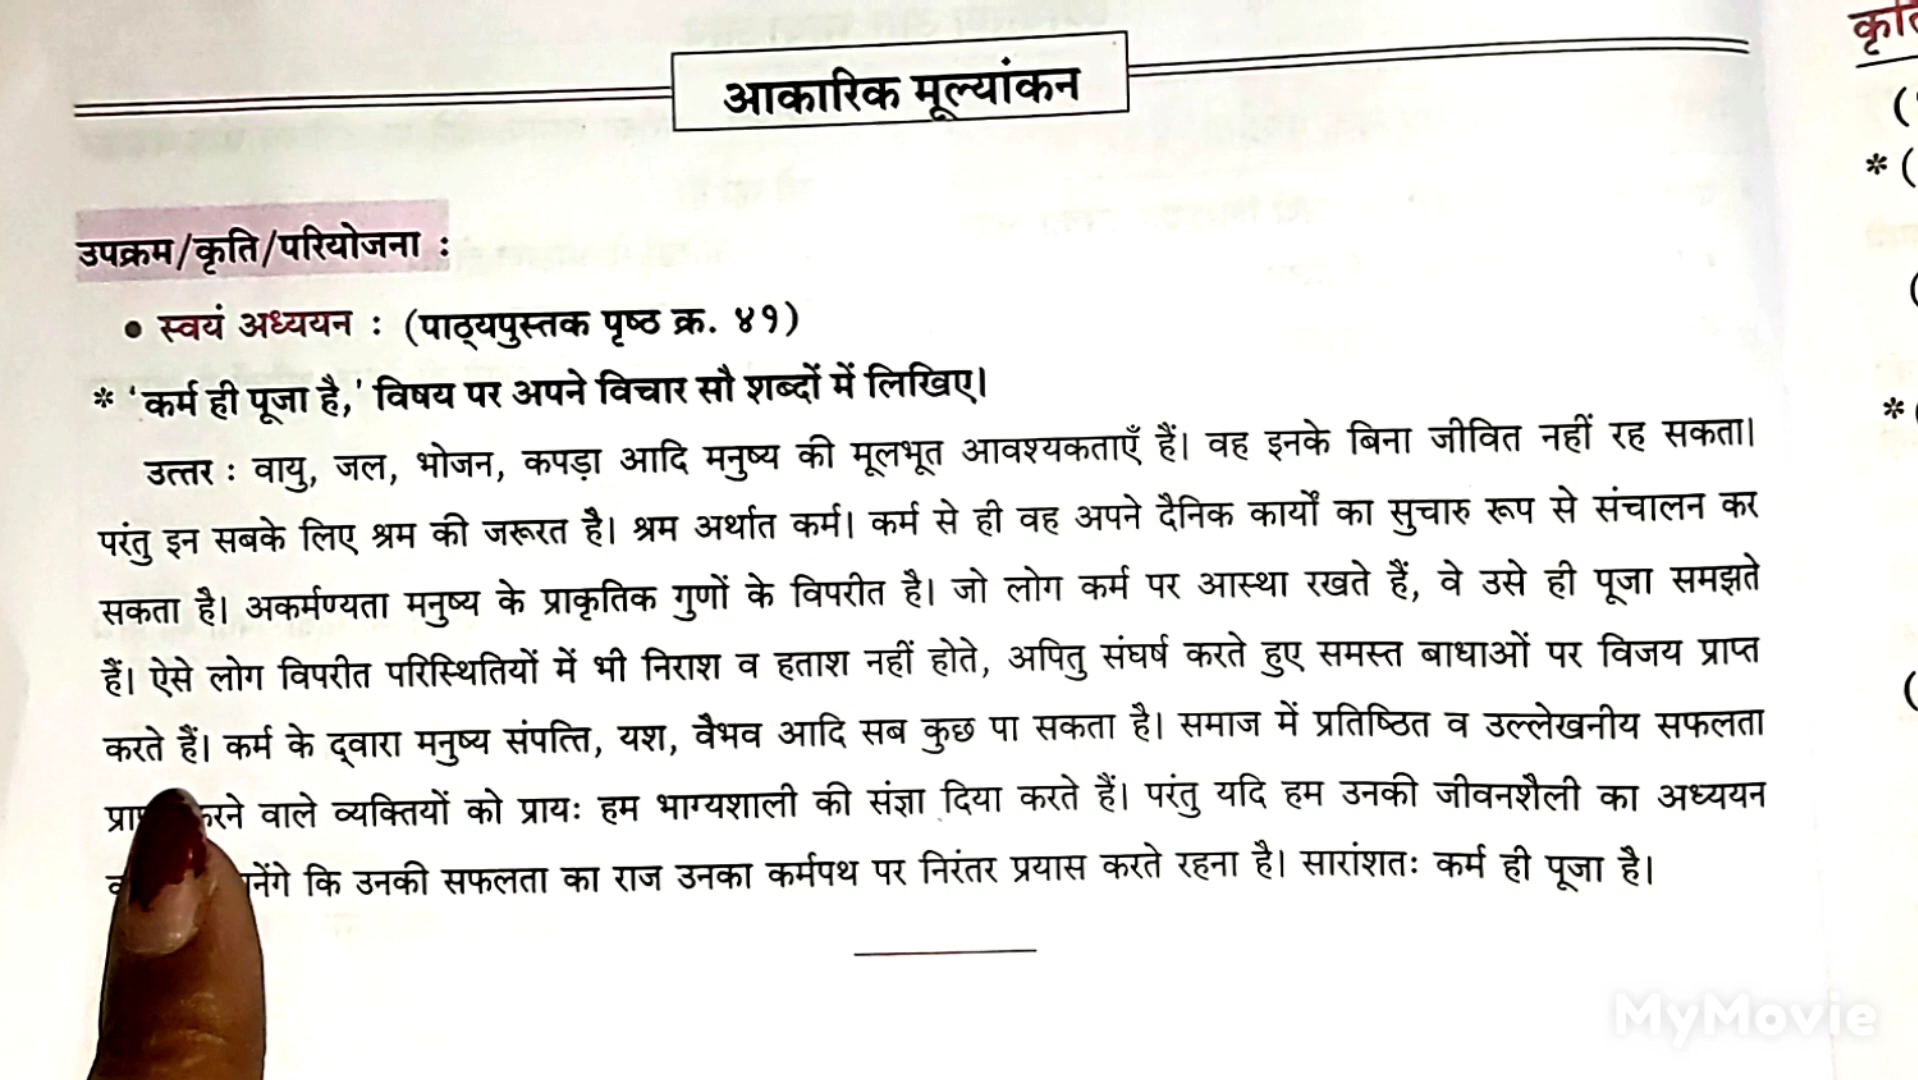 आकारिक मूल्यांकन
उपक्रम/कृति/परियोजना :
• स्वयं अध्ययन : (पाठ्यपुस्तक पृष्ठ क्र. ४१)
* 'कर्म ही पूजा है,' विषय पर अपने विचार सौ शब्दों में लिखिए।
उत्तर : वायु, जल, भोजन, कपड़ा आदि मनुष्य की मूलभूत आवश्यकताएँ हैं। वह इनके बिना जीवित नहीं रह सकता।
परंतु इन सबके लिए श्रम की जरूरत है। श्रम अर्थात कर्म। कर्म से ही वह अपने दैनिक कार्यों का सुचारु रूप से संचालन कर
सकता है। अकर्मण्यता मनुष्य के प्राकृतिक गुणों के विपरीत है। जो लोग कर्म पर आस्था रखते हैं, वे उसे ही पूजा समझते
हैं। ऐसे लोग विपरीत परिस्थितियों में भी निराश व हताश नहीं होते, अपितु संघर्ष करते हुए समस्त बाधाओं पर विजय प्राप्त
करते हैं। कर्म के द्वारा मनुष्य संपत्ति, यश, वैभव आदि सब कुछ पा सकता है। समाज में प्रतिष्ठित व उल्लेखनीय सफलता
वाले व्यक्तियों को प्रायः हम भाग्यशाली की संज्ञा दिया करते हैं। परंतु यदि हम उनकी जीवनशैली का अध्ययन
कि उनकी सफलता का राज उनका कर्मपथ पर निरंतर प्रयास करते रहना है। सारांशतः कर्म ही पूजा है।
MyMovie